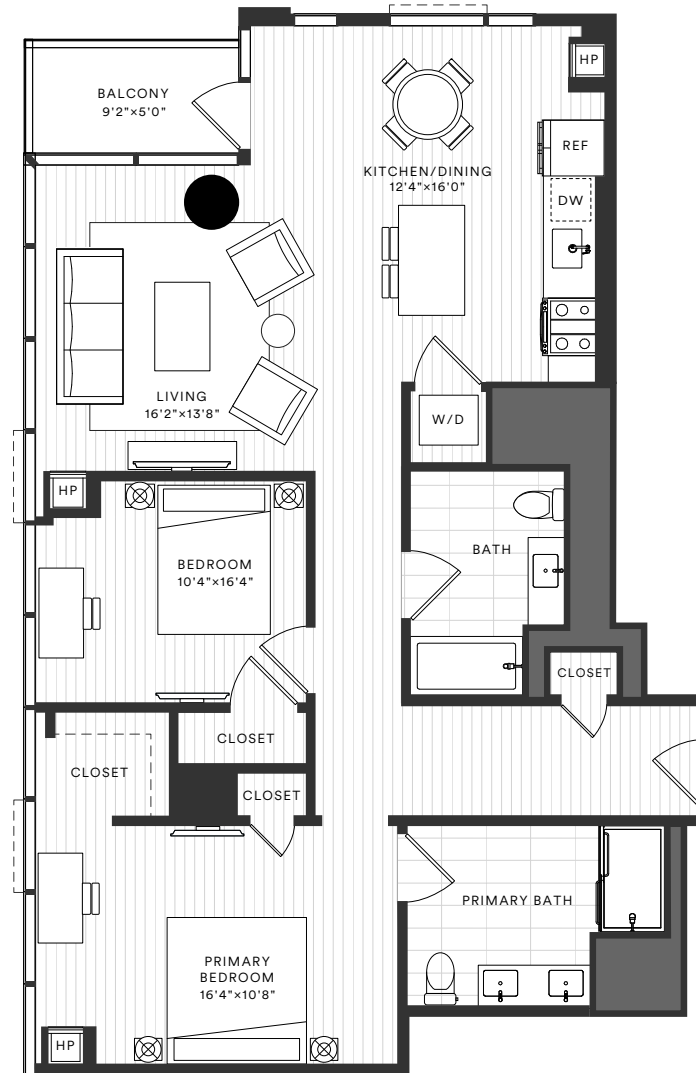 HP
BALCONY
9'2"×5'0"
REF
KITCHEN/DINING
12'4"×16'0"
DW
LIVING
16'2"×13'8"
W/D
HP
BATH
BEDROOM
10'4"×16'4"
CLOSET
CLOSET
CLOSET
CLOSET
PRIMARY BATH
PRIMARY
BEDROOM
16'4"×10'8"
HP